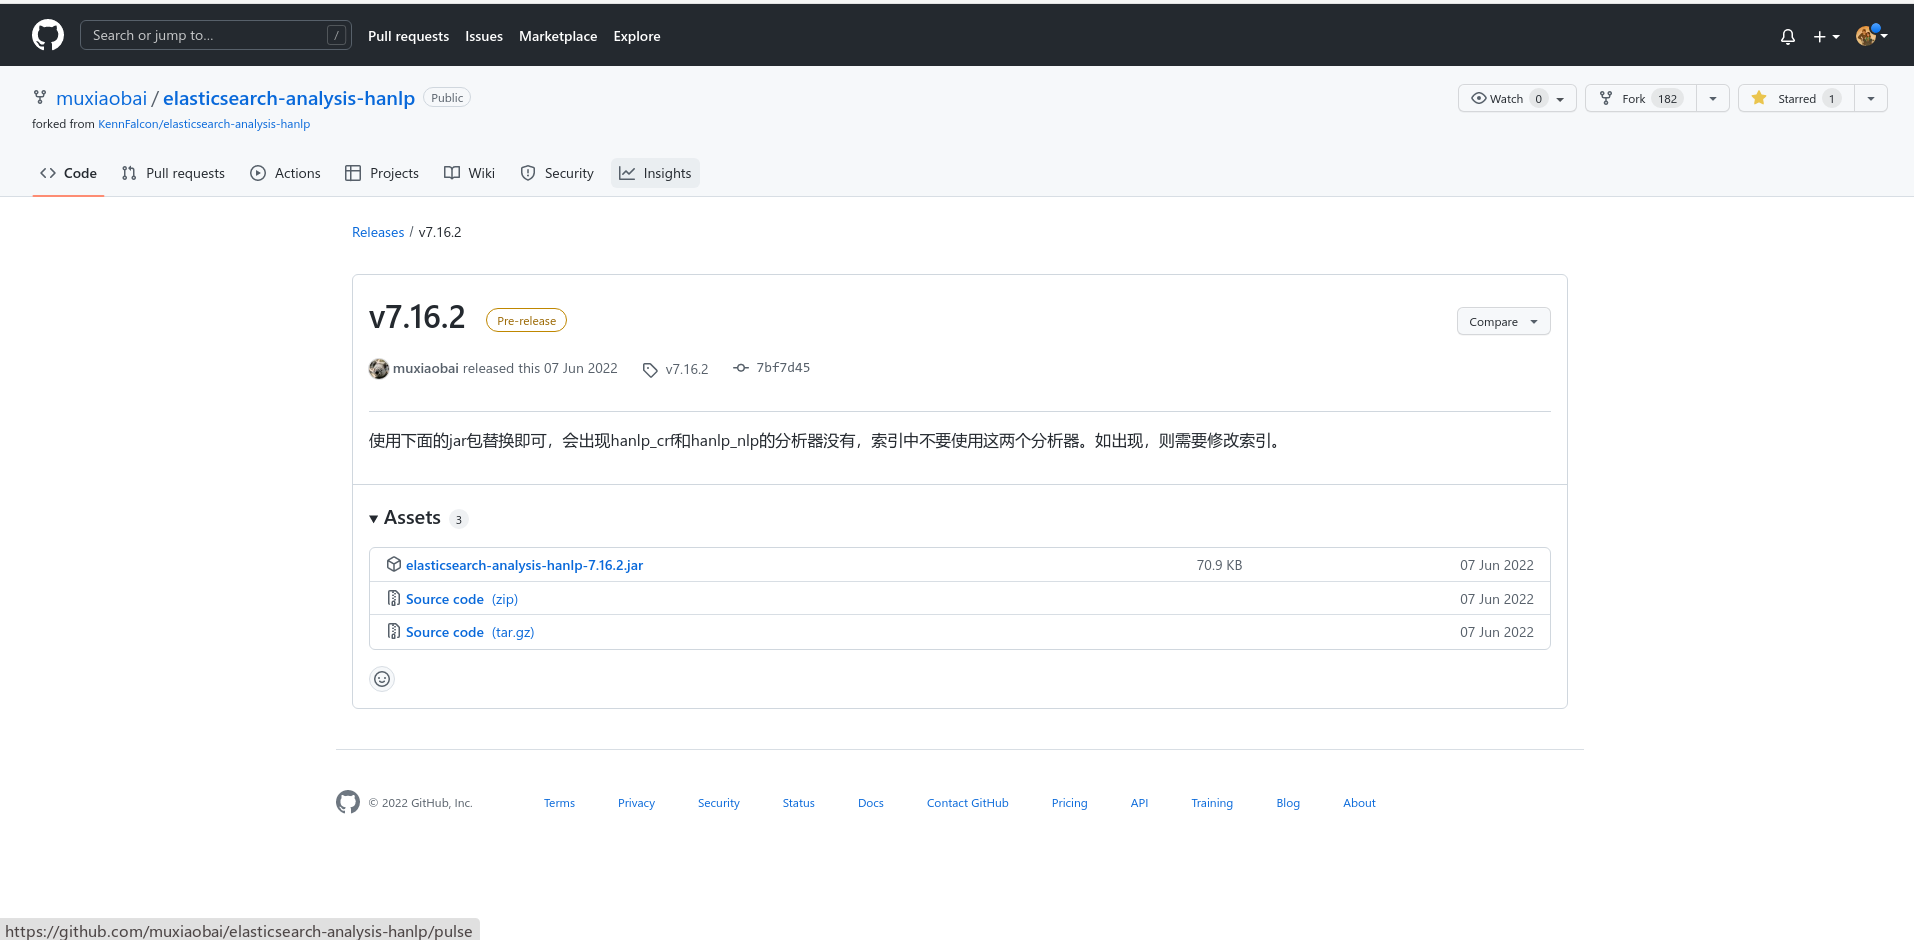 Search or jump to... /
Pull requests Issues Marketplace Explore
muxiaobai / elasticsearch-analysis-hanlp Public
Watch 0 Fork 182 Starred 1
forked from KennFalcon/elasticsearch-analysis-hanlp
Code Pull requests Actions Projects Wiki Security Insights
Releases / v7.16.2
v7.16.2 Pre-release
Compare
muxiaobai released this 07 Jun 2022 v7.16.2 7bf7d45
使用下面的jar包替换即可，会出现hanlp_crf和hanlp_nlp的分析器没有，索引中不要使用这两个分析器。如出现，则需要修改索引。
Assets 3
elasticsearch-analysis-hanlp-7.16.2.jar 70.9 KB 07 Jun 2022
Source code (zip) 07 Jun 2022
Source code (tar.gz) 07 Jun 2022
© 2022 GitHub, Inc. Terms Privacy Security Status Docs Contact GitHub Pricing API Training Blog About
https://github.com/muxiaobai/elasticsearch-analysis-hanlp/pulse